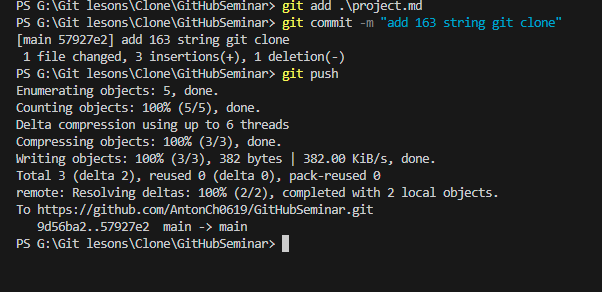 PS G:\Git lesons\Clone\GitHubSeminar> git add .\project.md
PS G:\Git lesons\Clone\GitHubSeminar> git commit -m "add 163 string git clone"
[main 57927e2] add 163 string git clone
 1 file changed, 3 insertions(+), 1 deletion(-)
PS G:\Git lesons\Clone\GitHubSeminar> git push
Enumerating objects: 5, done.
Counting objects: 100% (5/5), done.
Delta compression using up to 6 threads
Compressing objects: 100% (3/3), done.
Writing objects: 100% (3/3), 382 bytes | 382.00 KiB/s, done.
Total 3 (delta 2), reused 0 (delta 0), pack-reused 0
remote: Resolving deltas: 100% (2/2), completed with 2 local objects.
To https://github.com/AntonCh0619/GitHubSeminar.git
   9d56ba2..57927e2  main -> main
PS G:\Git lesons\Clone\GitHubSeminar>